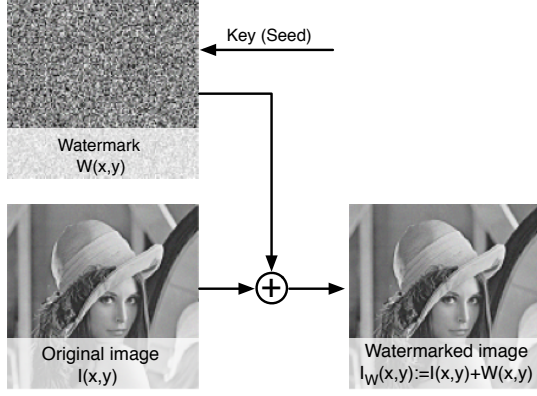 Key (Seed)
Watermark
W(x,y)
Original image
I(x,y)
Watermarked image
I_W(x,y):=I(x,y)+W(x,y)